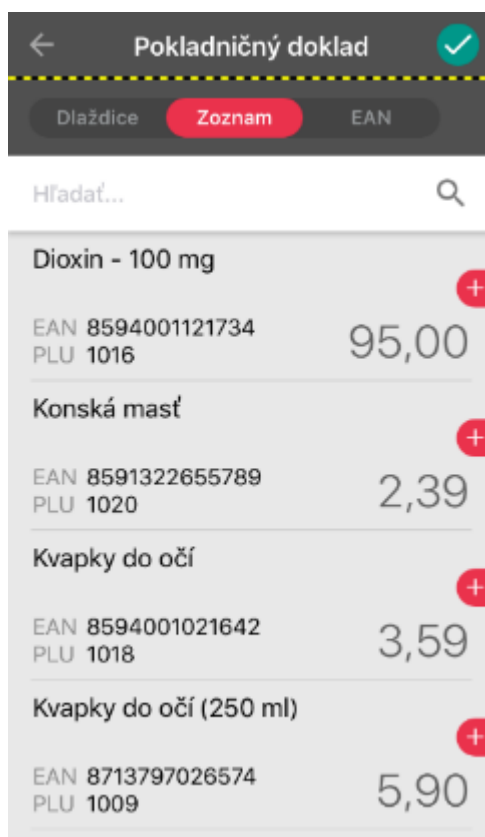 Pokladničný doklad
Dlaždice Zoznam EAN
Hľadať...
Dioxin - 100 mg
EAN 8594001121734
PLU 1016
95,00
Konská masť
EAN 8591322655789
PLU 1020
2,39
Kvapky do očí
EAN 8594001021642
PLU 1018
3,59
Kvapky do očí (250 ml)
EAN 8713797026574
PLU 1009
5,90